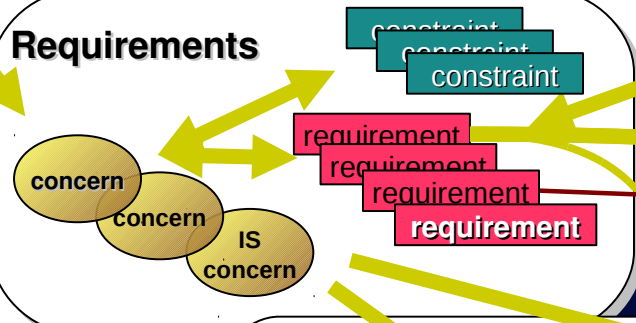 Requirements
constraint
constraint
constraint
requirement
requirement
requirement
requirement
concern
concern
IS
concern